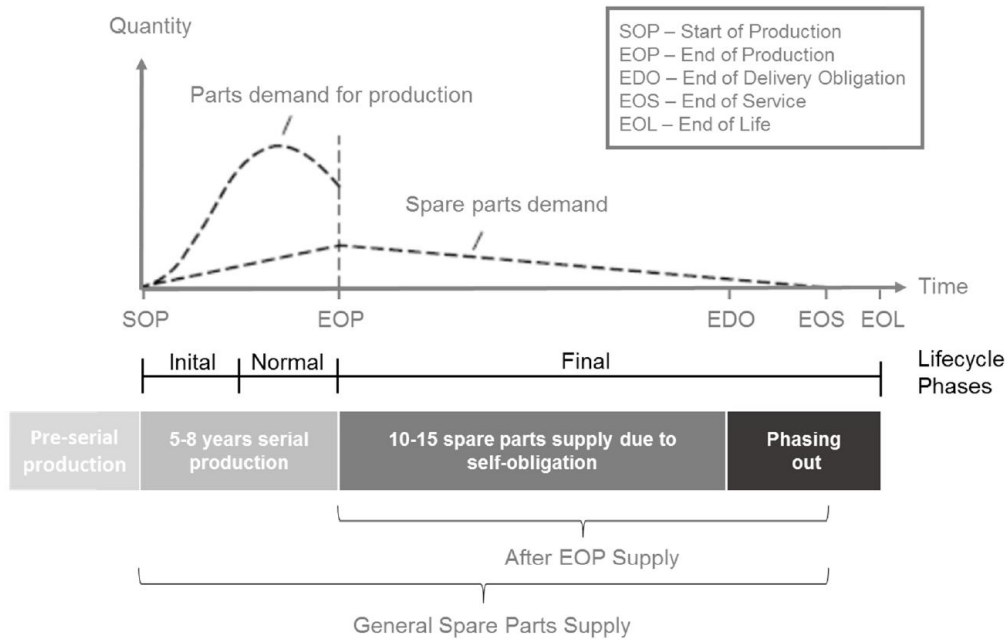 Quantity
SOP – Start of Production
EOP – End of Production
EDO – End of Delivery Obligation
EOS – End of Service
EOL – End of Life
Parts demand for production
Spare parts demand
Time
SOP
EOP
EDO
EOS
EOL
Inital
Normal
Final
Lifecycle
Phases
Pre-serial
production
5-8 years serial
production
10-15 spare parts supply due to
self-obligation
Phasing
out
After EOP Supply
General Spare Parts Supply